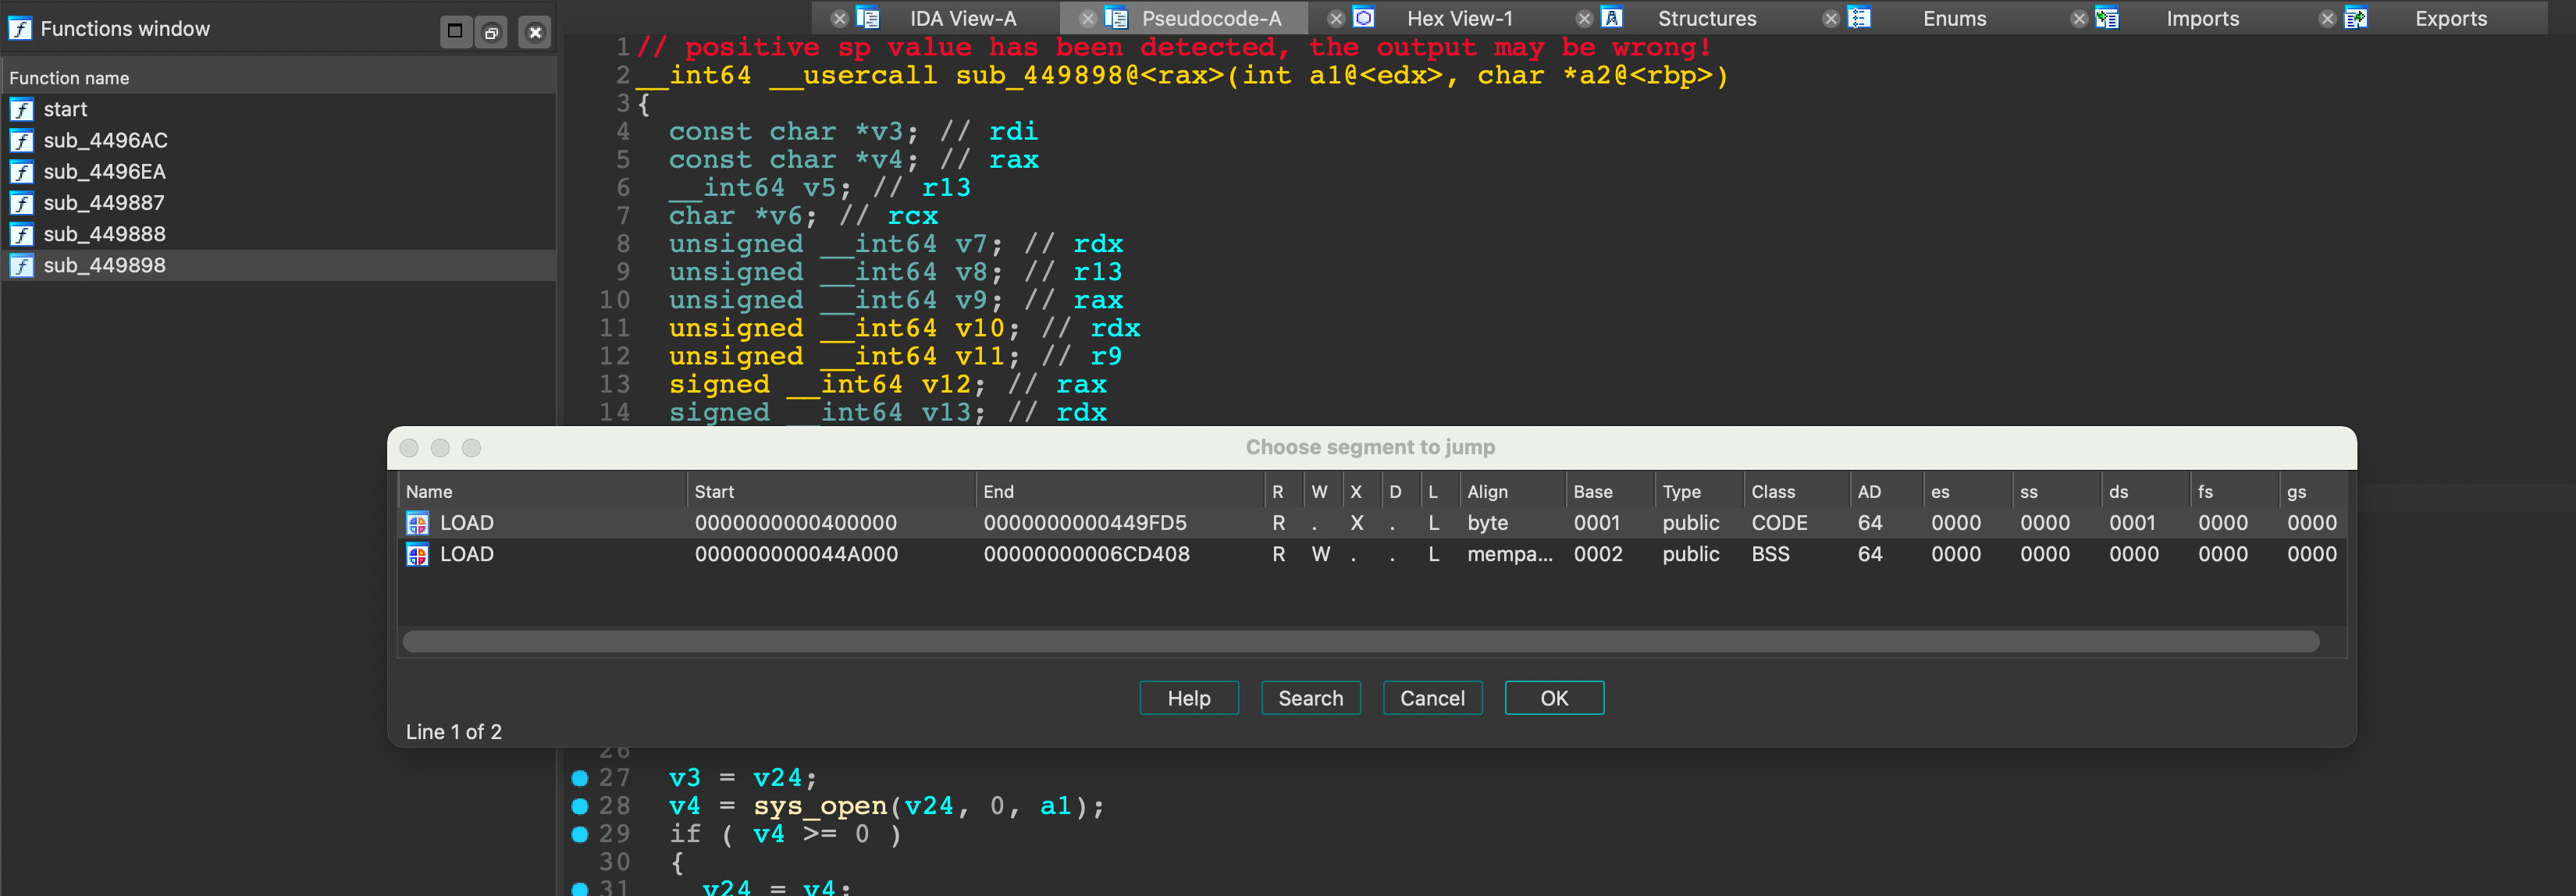 Functions window
IDA View-A Pseudocode-A Hex View-1 Structures Enums Imports Exports
Function name
start
sub_4496AC
sub_4496EA
sub_449887
sub_449888
sub_449898
1 // positive sp value has been detected, the output may be wrong!
2 __int64 __usercall sub_449898@<rax>(int a1@<edx>, char *a2@<rbp>)
3 {
4 const char *v3; // rdi
5 const char *v4; // rax
6 __int64 v5; // r13
7 char *v6; // rcx
8 unsigned __int64 v7; // rdx
9 unsigned __int64 v8; // r13
10 unsigned __int64 v9; // rax
11 unsigned __int64 v10; // rdx
12 unsigned __int64 v11; // r9
13 signed __int64 v12; // rax
14 signed __int64 v13; // rdx
Choose segment to jump
Name Start End R W X D L Align Base Type Class AD es ss ds fs gs
LOAD 0000000000400000 0000000000449FD5 R . X . L byte 0001 public CODE 64 0000 0000 0001 0000 0000
LOAD 000000000044A000 00000000006CD408 R W . . L mempa... 0002 public BSS 64 0000 0000 0000 0000 0000
Help Search Cancel OK
Line 1 of 2
26
27 v3 = v24;
28 v4 = sys_open(v24, 0, a1);
29 if ( v4 >= 0 )
30 {
31 v24 = v4;